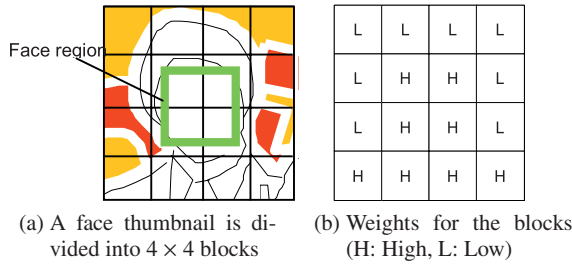 Face region
L L L L
L H H L
L H H L
H H H H
(a) A face thumbnail is di-
vided into 4 × 4 blocks
(b) Weights for the blocks
(H: High, L: Low)